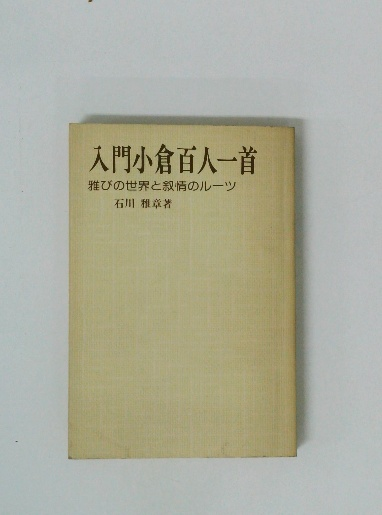 入門小倉百人一首
雅びの世界と叙情のルーツ
石川 雅章著